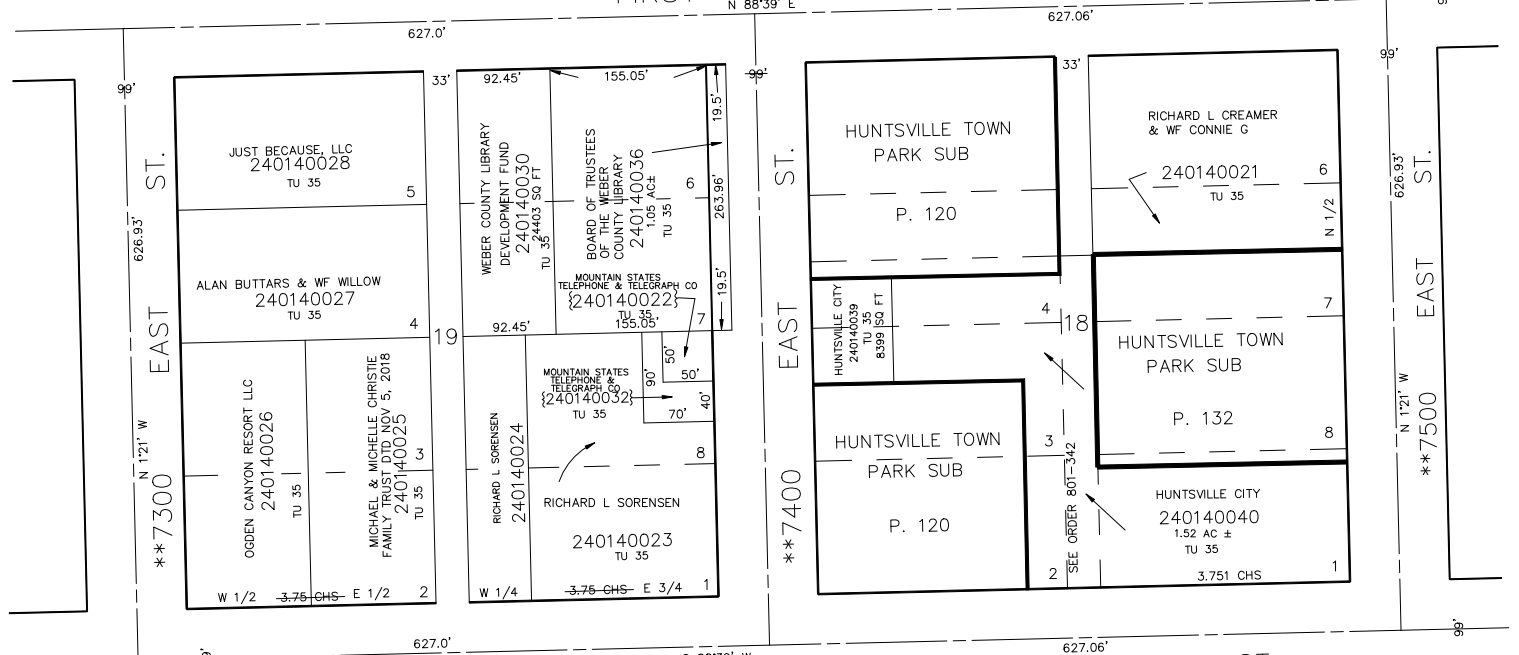 N 88°39' E
627.0'
627.06'
99'
33'
92.45'
155.05'
99'
33'
99'
JUST BECAUSE, LLC
240140028
TU 35
5
ALAN BUTTARS & WF WILLOW
240140027
TU 35
4
19
OGDEN CANYON RESORT LLC
240140026
TU 35
MICHAEL & MICHELLE CHRISTIE
FAMILY TRUST DTD NOV 5, 2018
240140025
TU 35
3
W 1/2
3.75 CHS
E 1/2
2
626.93'
N 1°21' W
**7300 EAST ST.
WEBER COUNTY LIBRARY
DEVELOPMENT FUND
240140030
24403 SQ FT
TU 35
BOARD OF TRUSTEES
OF THE WEBER
COUNTY LIBRARY
240140036
1.05 AC±
TU 35
6
19.5'
263.96'
19.5'
MOUNTAIN STATES
TELEPHONE & TELEGRAPH CO
{240140022}
TU 35
7
92.45'
155.05'
50'
50'
90'
40'
70'
MOUNTAIN STATES
TELEPHONE &
TELEGRAPH CO
{240140032}
TU 35
RICHARD L SORENSEN
240140024
8
RICHARD L SORENSEN
240140023
TU 35
W 1/4
3.75 CHS
E 3/4
1
**7400 EAST ST.
HUNTSVILLE TOWN
PARK SUB
P. 120
HUNTSVILLE CITY
240140039
TU 35
8399 SQ FT
4
18
HUNTSVILLE TOWN
PARK SUB
P. 120
3
2
SEE ORDER 801-342
RICHARD L CREAMER
& WF CONNIE G
240140021
TU 35
6
N 1/2
HUNTSVILLE TOWN
PARK SUB
P. 132
7
8
HUNTSVILLE CITY
240140040
1.52 AC ±
TU 35
3.751 CHS
1
626.93'
N 1°21' W
**7500 EAST ST.
627.0'
627.06'
99'